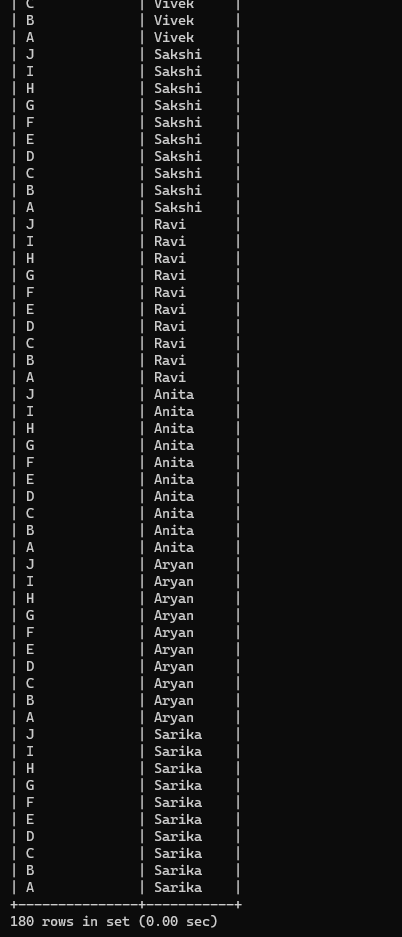 | C | Vivek |
| B | Vivek |
| A | Vivek |
| J | Sakshi |
| I | Sakshi |
| H | Sakshi |
| G | Sakshi |
| F | Sakshi |
| E | Sakshi |
| D | Sakshi |
| C | Sakshi |
| B | Sakshi |
| A | Sakshi |
| J | Ravi |
| I | Ravi |
| H | Ravi |
| G | Ravi |
| F | Ravi |
| E | Ravi |
| D | Ravi |
| C | Ravi |
| B | Ravi |
| A | Ravi |
| J | Anita |
| I | Anita |
| H | Anita |
| G | Anita |
| F | Anita |
| E | Anita |
| D | Anita |
| C | Anita |
| B | Anita |
| A | Anita |
| J | Aryan |
| I | Aryan |
| H | Aryan |
| G | Aryan |
| F | Aryan |
| E | Aryan |
| D | Aryan |
| C | Aryan |
| B | Aryan |
| A | Aryan |
| J | Sarika |
| I | Sarika |
| H | Sarika |
| G | Sarika |
| F | Sarika |
| E | Sarika |
| D | Sarika |
| C | Sarika |
| B | Sarika |
| A | Sarika |
+---------------+-----------+
180 rows in set (0.00 sec)